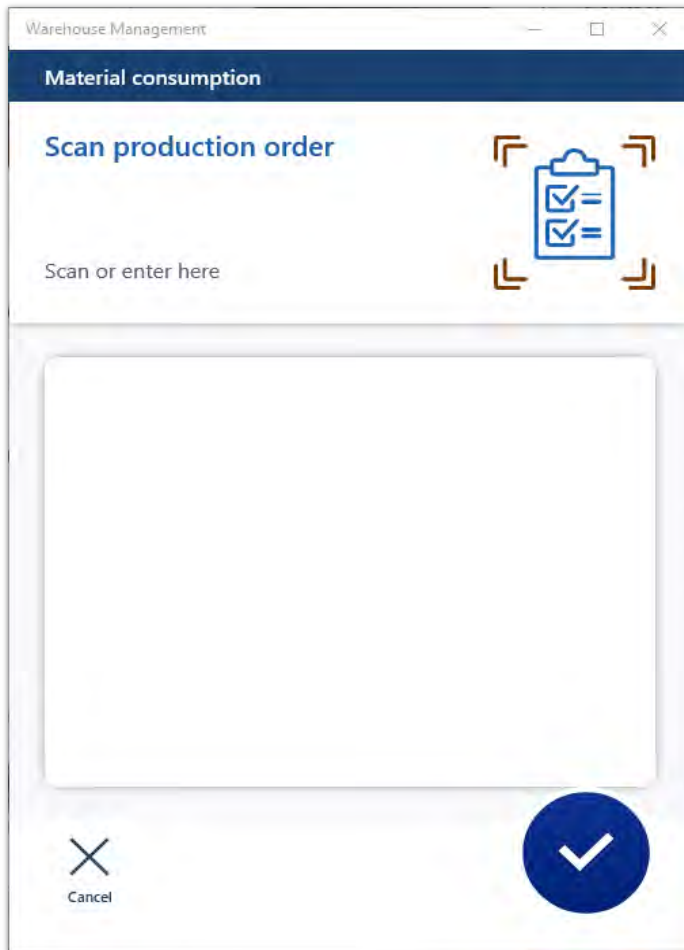 Warehouse Management
Material consumption
Scan production order
Scan or enter here
Cancel